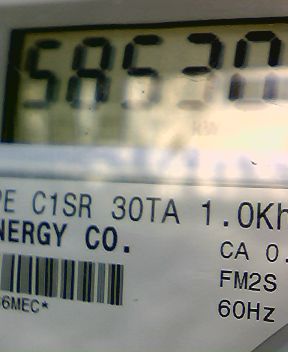 58530
PE C1SR 30TA 1.0Kh
NERGY CO.
CA 0.
FM2S
60Hz
6MEC*